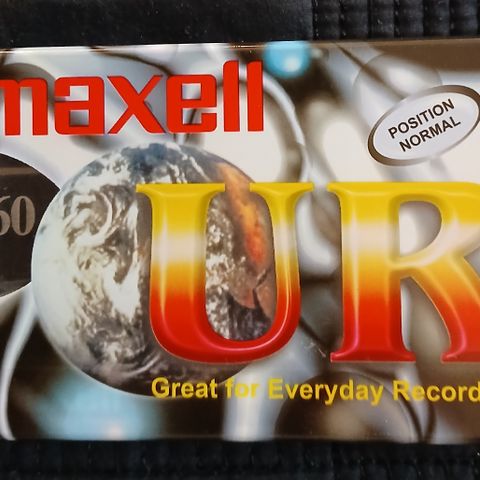 maxell
POSITION
NORMAL
60
UR
Great for Everyday Record